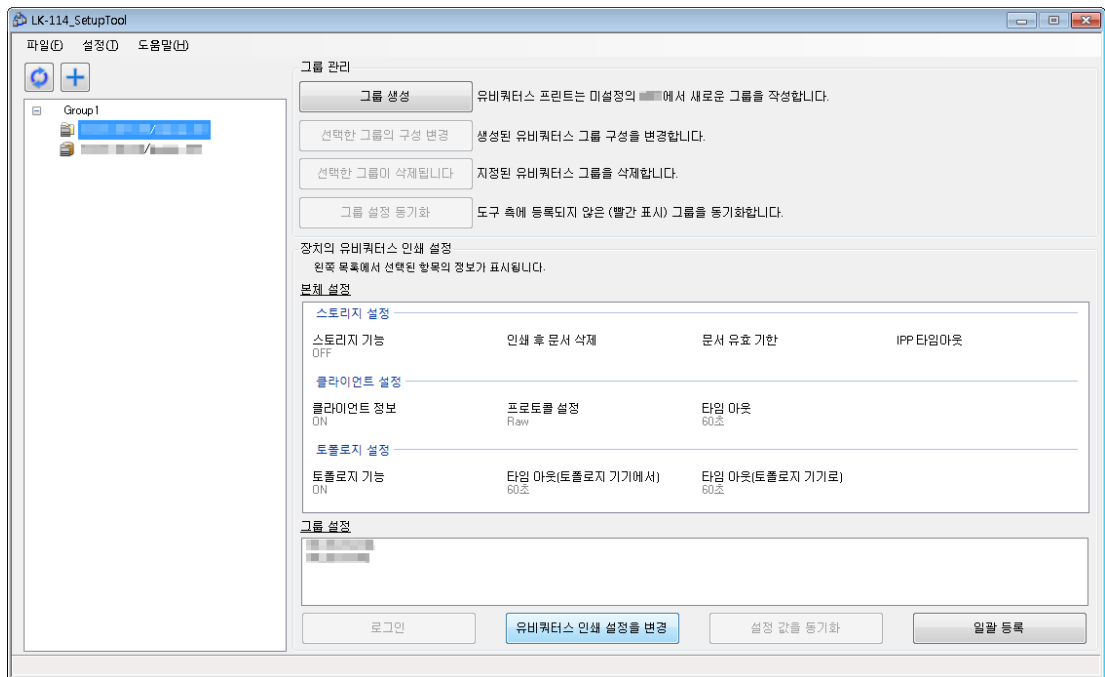 LK-114_SetupTool
파일(F) 설정(T) 도움말(H)
그룹 관리
그룹 생성 유비쿼터스 프린트는 미설정의 에서 새로운 그룹을 작성합니다.
Group1
선택한 그룹의 구성 변경 생성된 유비쿼터스 그룹 구성을 변경합니다.
선택한 그룹이 삭제됩니다 지정된 유비쿼터스 그룹을 삭제합니다.
그룹 설정 동기화 도구 측에 등록되지 않은 (빨간 표시) 그룹을 동기화합니다.
장치의 유비쿼터스 인쇄 설정
왼쪽 목록에서 선택된 항목의 정보가 표시됩니다.
본체 설정
스토리지 설정
스토리지 기능 인쇄 후 문서 삭제 문서 유효 기한 IPP 타임아웃
OFF
클라이언트 설정
클라이언트 정보 프로토콜 설정 타임 아웃
ON Raw 60초
토폴로지 설정
토폴로지 기능 타임 아웃(토폴로지 기기에서) 타임 아웃(토폴로지 기기로)
ON 60초 60초
그룹 설정
로그인 유비쿼터스 인쇄 설정을 변경 설정 값을 동기화 일괄 등록